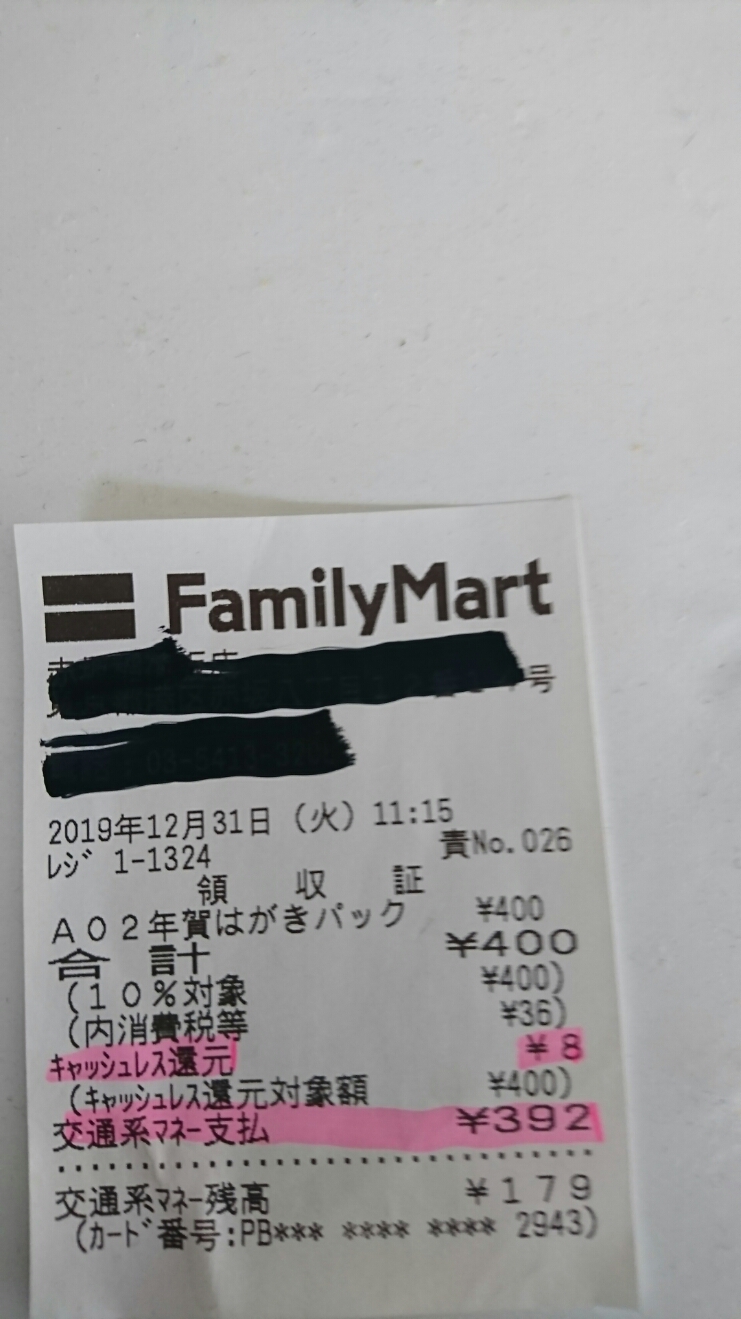 FamilyMart
号
2019年12月31日（火）11:15
ﾚｼﾞ 1-1324 責No.026
領 収 証
Ａ０２年賀はがきパック ¥400
合 計 ¥400
(１０％対象 ¥400)
(内消費税等 ¥36)
ｷｬｯｼｭﾚｽ還元 ¥8
(ｷｬｯｼｭﾚｽ還元対象額 ¥400)
交通系ﾏﾈｰ支払 ¥392
交通系ﾏﾈｰ残高 ¥179
(ｶｰﾄﾞ番号:PB*** **** **** 2943)